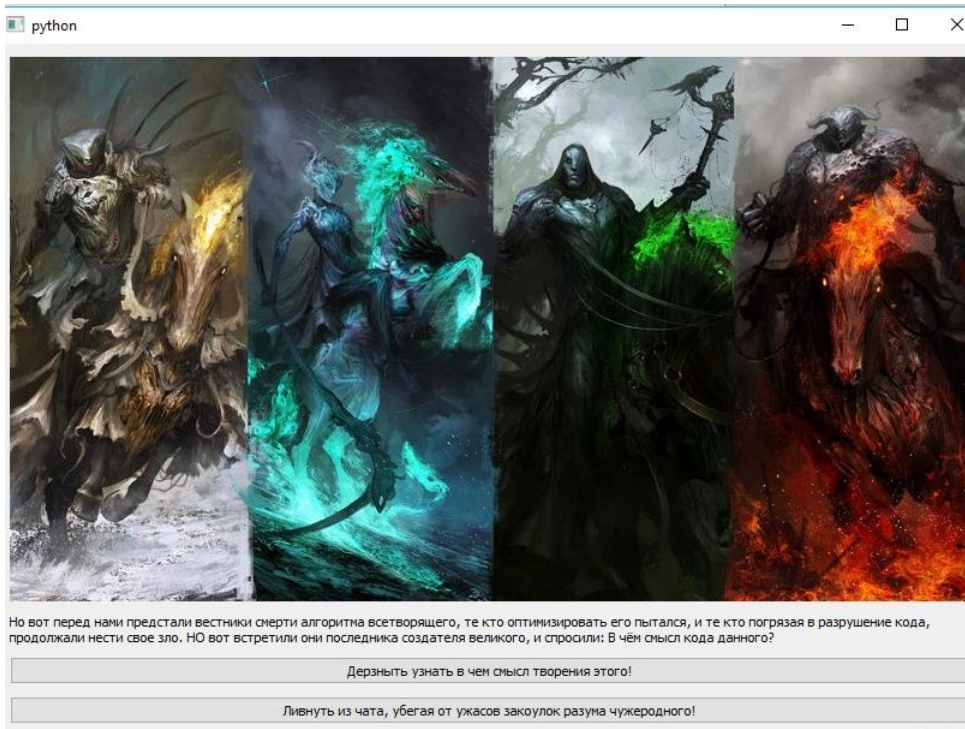 python
Но вот перед нами предстали вестники смерти алгоритма всетворящего, те кто оптимизировать его пытался, и те кто погрязая в разрушение кода,
продолжали нести свое зло. НО вот встретили они последника создателя великого, и спросили: В чём смысл кода данного?
Дерзныть узнать в чем смысл творения этого!
Ливнуть из чата, убегая от ужасов закоулок разума чужеродного!